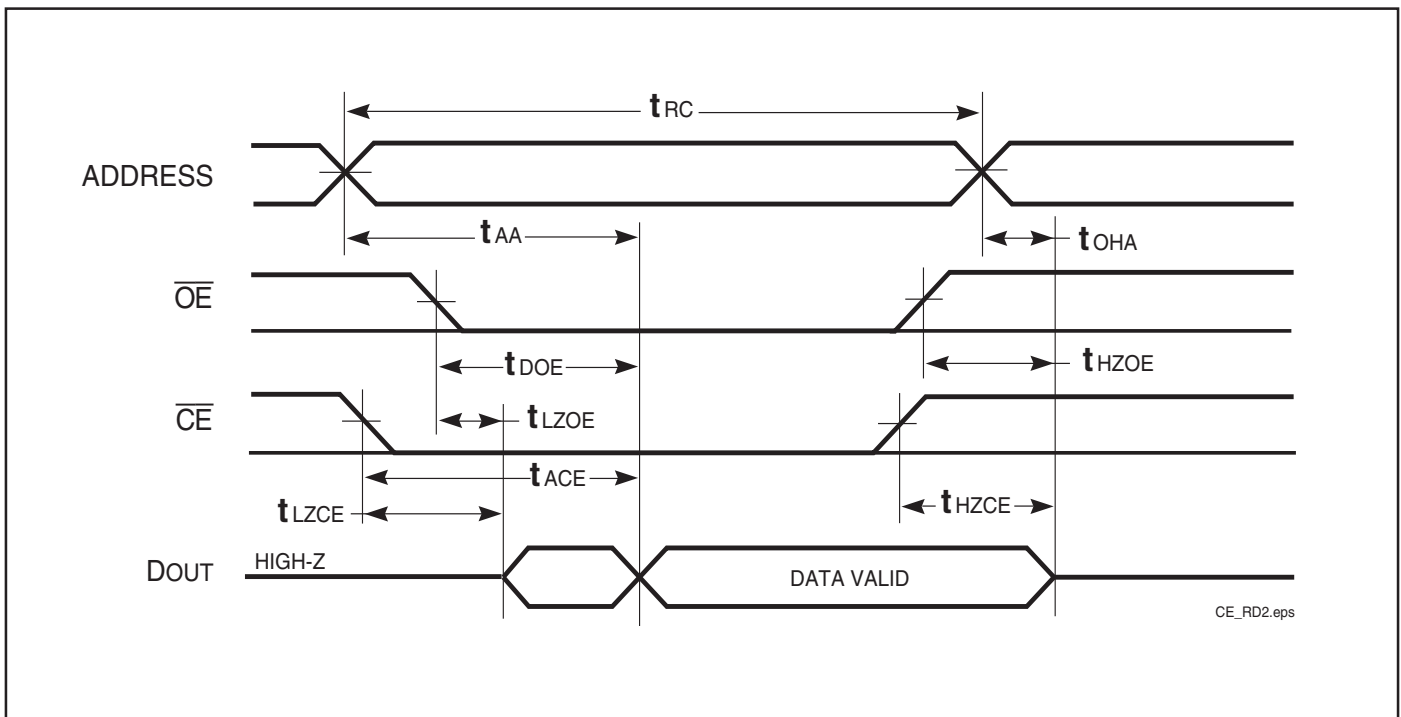 tRC
ADDRESS
tAA
tOHA
OE
tDOE
tHZOE
CE
tLZOE
tACE
tLZCE
tHZCE
DOUT
HIGH-Z
DATA VALID
CE_RD2.eps